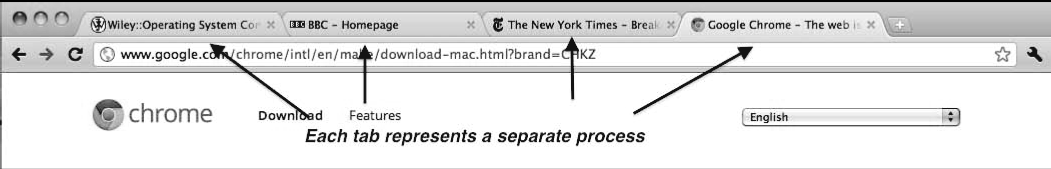 Wiley::Operating System Con
BBC – Homepage
The New York Times – Break
Google Chrome – The web is
www.google.com/chrome/intl/en/make/download-mac.html?brand=CHKZ
chrome
Download
Features
English
Each tab represents a separate process